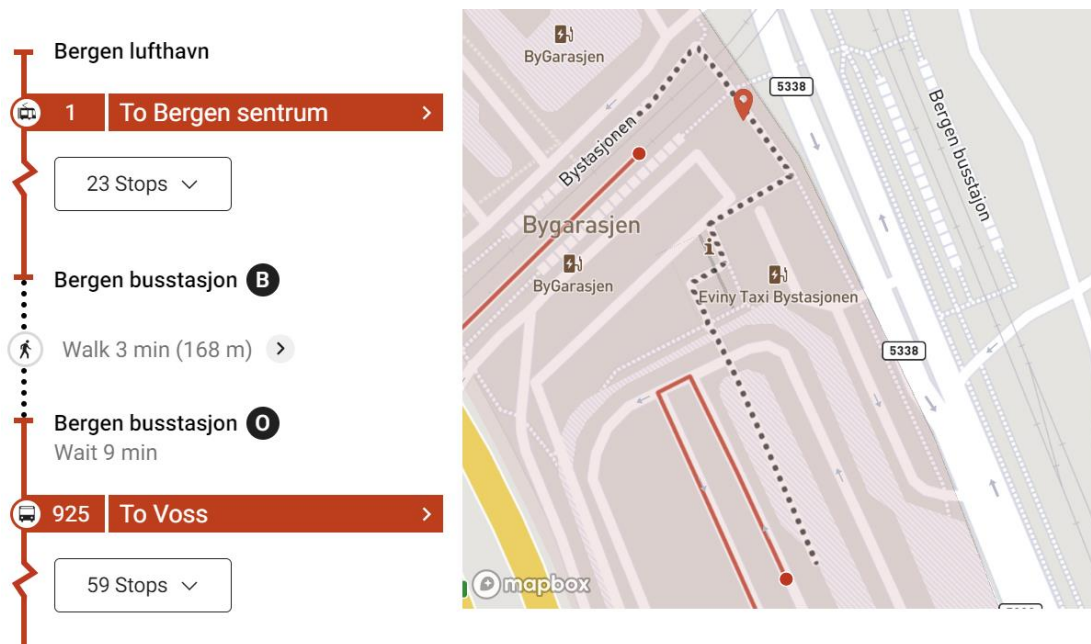 Bergen lufthavn
1 To Bergen sentrum
23 Stops
Bergen busstasjon B
Walk 3 min (168 m)
Bergen busstasjon O
Wait 9 min
925 To Voss
59 Stops
ByGarasjen
5338
Bystasjonen
Bergen busstajon
Bygarasjen
ByGarasjen
i
Eviny Taxi Bystasjonen
5338
mapbox